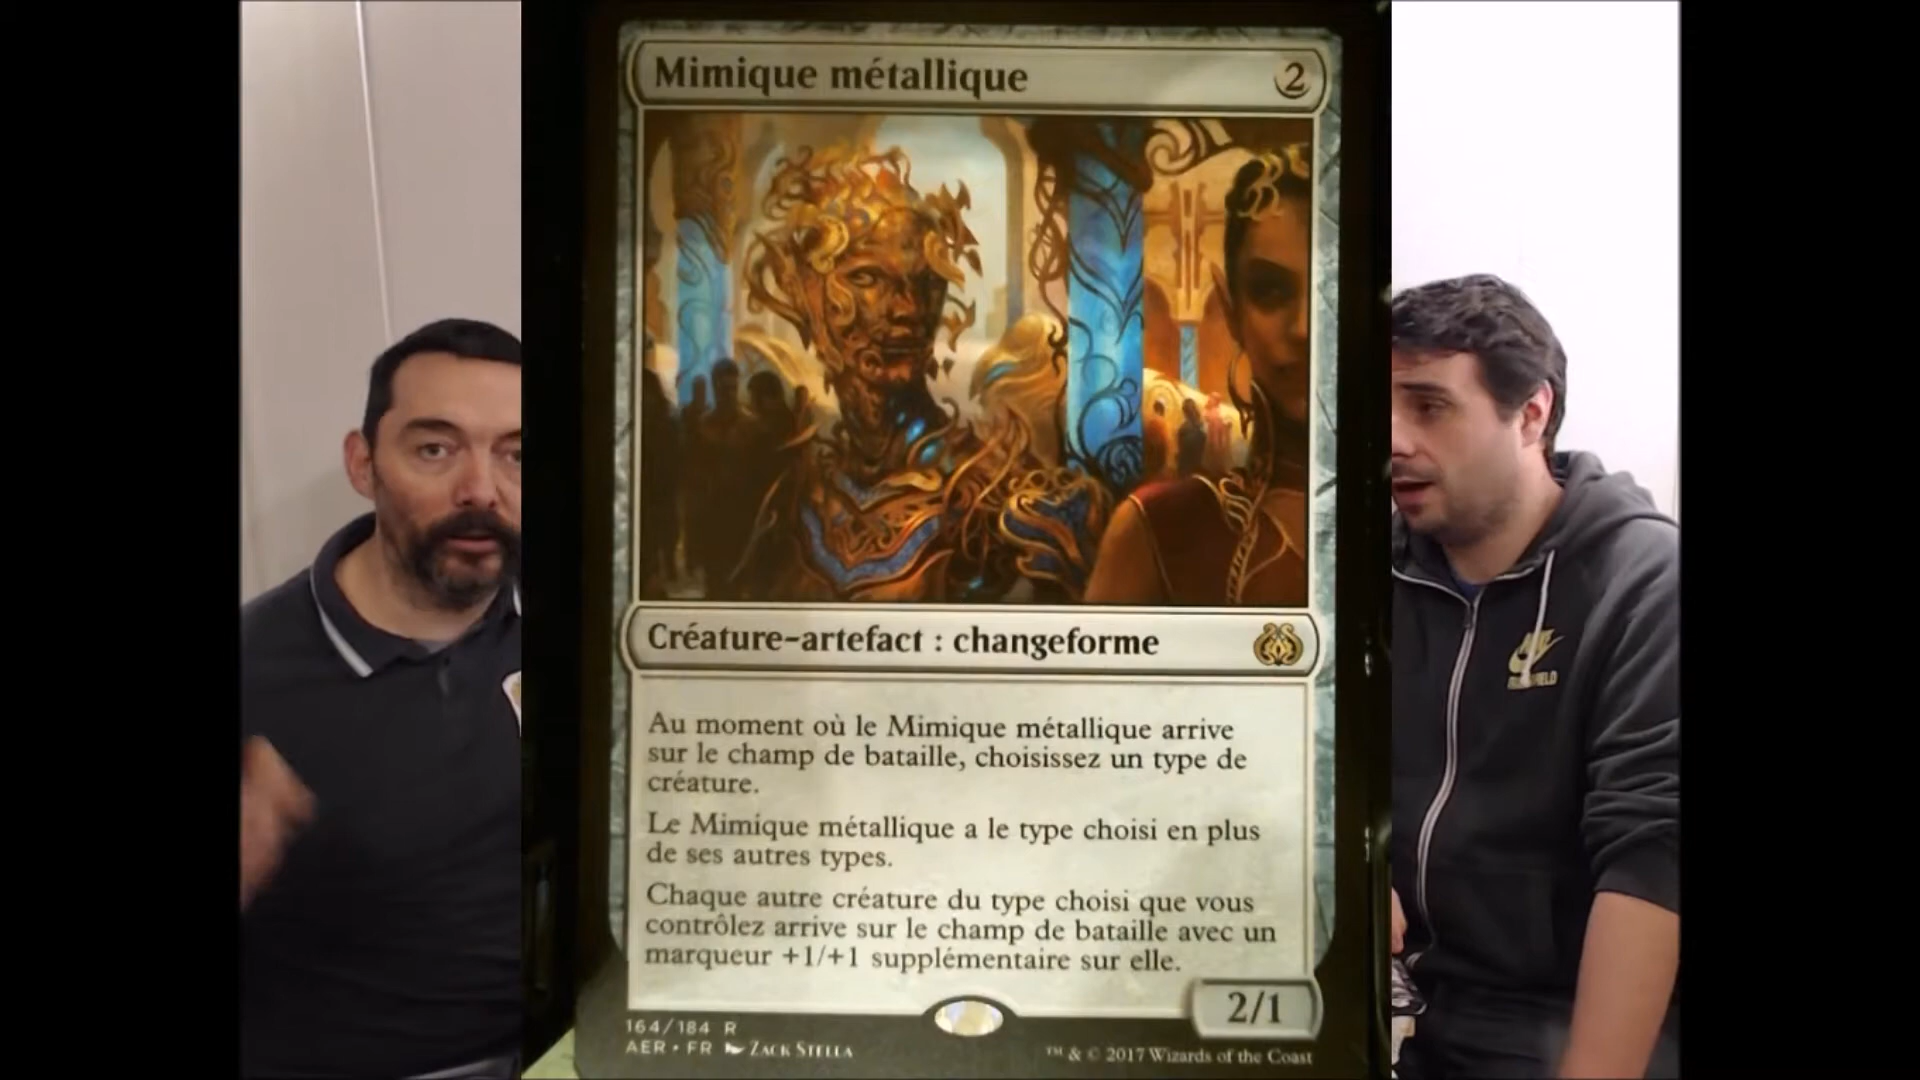 Mimique métallique
2
Créature-artefact : changeforme
Au moment où le Mimique métallique arrive
sur le champ de bataille, choisissez un type de
créature.
Le Mimique métallique a le type choisi en plus
de ses autres types.
Chaque autre créature du type choisi que vous
contrôlez arrive sur le champ de bataille avec un
marqueur +1/+1 supplémentaire sur elle.
2/1
164/184 R
AER • FR Zack Stella
™ & © 2017 Wizards of the Coast